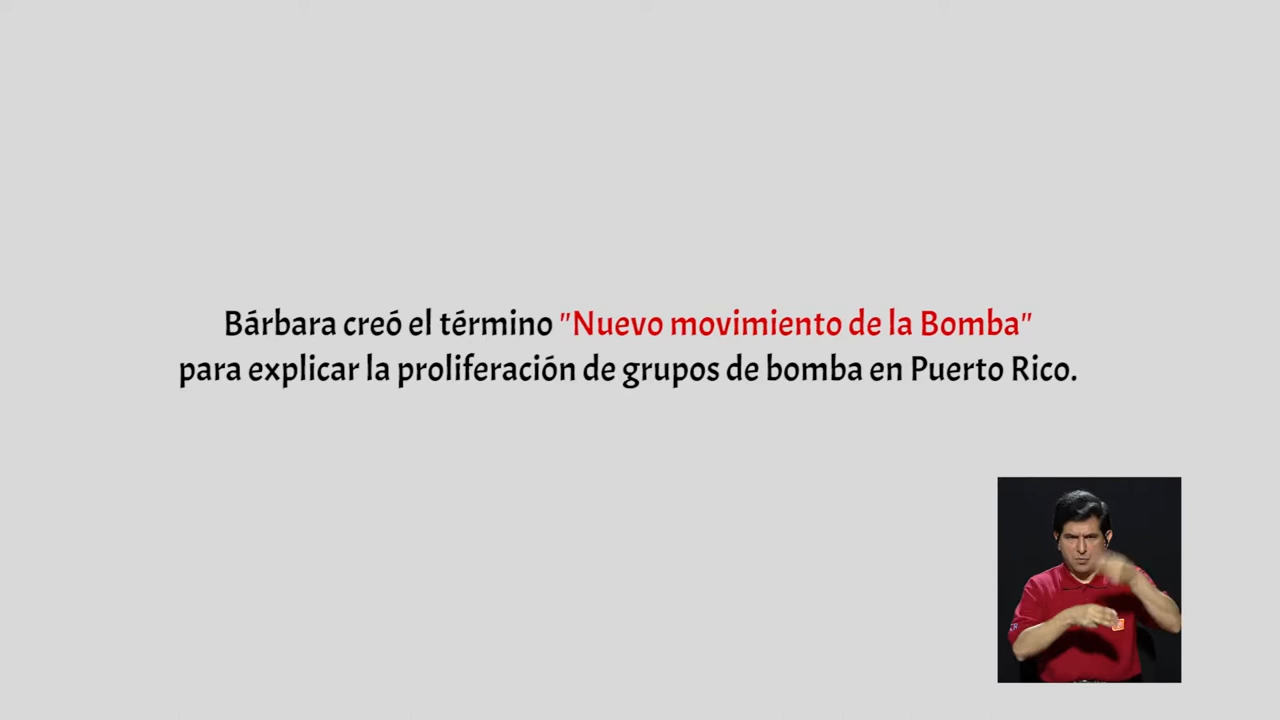 Bárbara creó el término "Nuevo movimiento de la Bomba"
para explicar la proliferación de grupos de bomba en Puerto Rico.